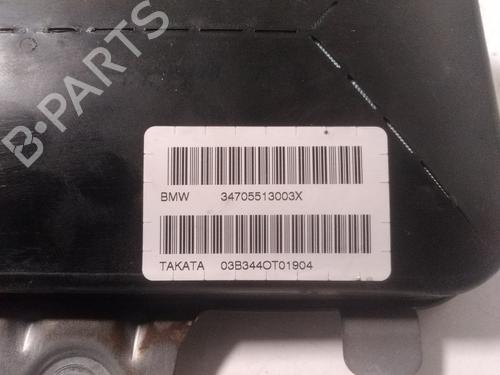 B-PARTS
BMW 34705513003X
TAKATA 03B344OT01904